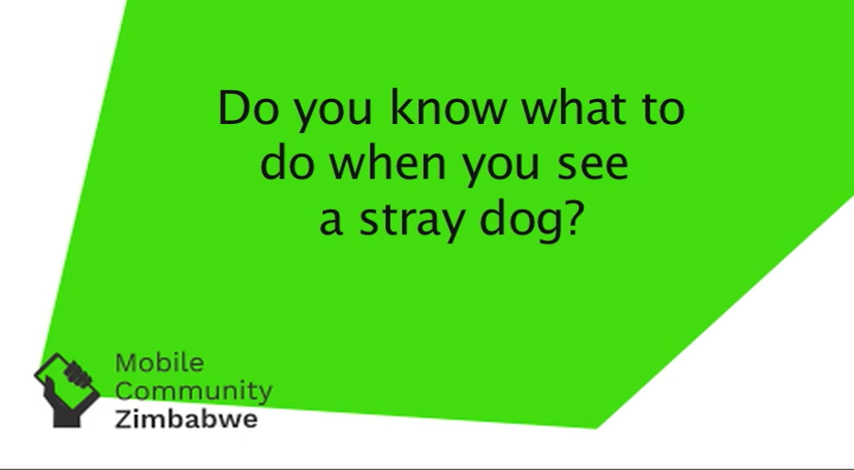 Do you know what to
do when you see
a stray dog?
Mobile
Community
Zimbabwe